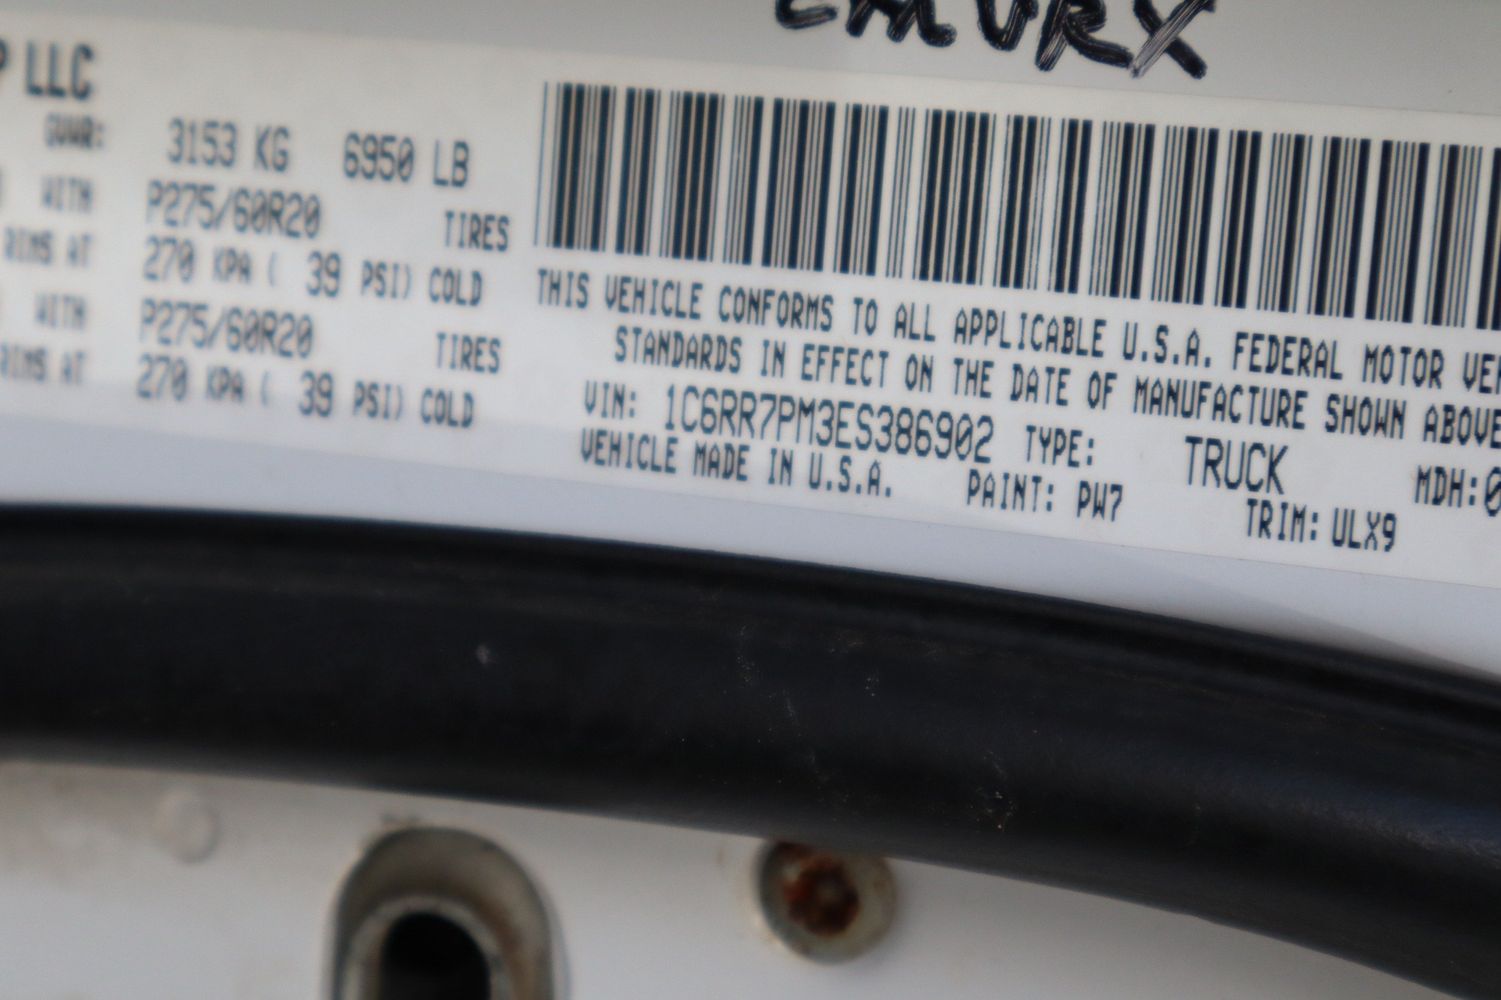 P LLC
GVWR: 3153 KG 6950 LB
WITH P275/60R20 TIRES
RIMS AT 270 KPA ( 39 PSI) COLD
WITH P275/60R20 TIRES
RIMS AT 270 KPA ( 39 PSI) COLD
THIS VEHICLE CONFORMS TO ALL APPLICABLE U.S.A. FEDERAL MOTOR VEH
STANDARDS IN EFFECT ON THE DATE OF MANUFACTURE SHOWN ABOVE
VIN: 1C6RR7PM3ES386902 TYPE: TRUCK MDH:0
VEHICLE MADE IN U.S.A. PAINT: PW7 TRIM: ULX9